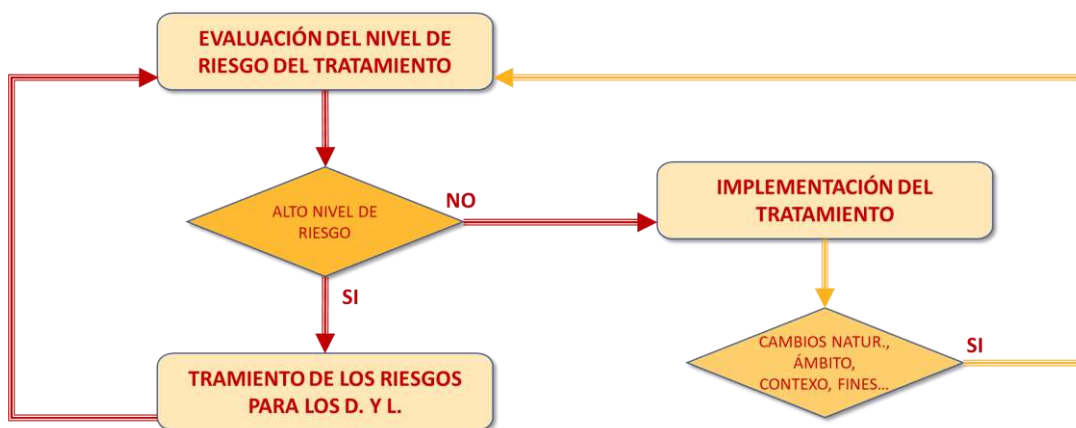 EVALUACIÓN DEL NIVEL DE
RIESGO DEL TRATAMIENTO
ALTO NIVEL DE
RIESGO
NO
IMPLEMENTACIÓN DEL
TRATAMIENTO
SI
TRAMIENTO DE LOS RIESGOS
PARA LOS D. Y L.
CAMBIOS NATUR.,
ÁMBITO,
CONTEXO, FINES...
SI